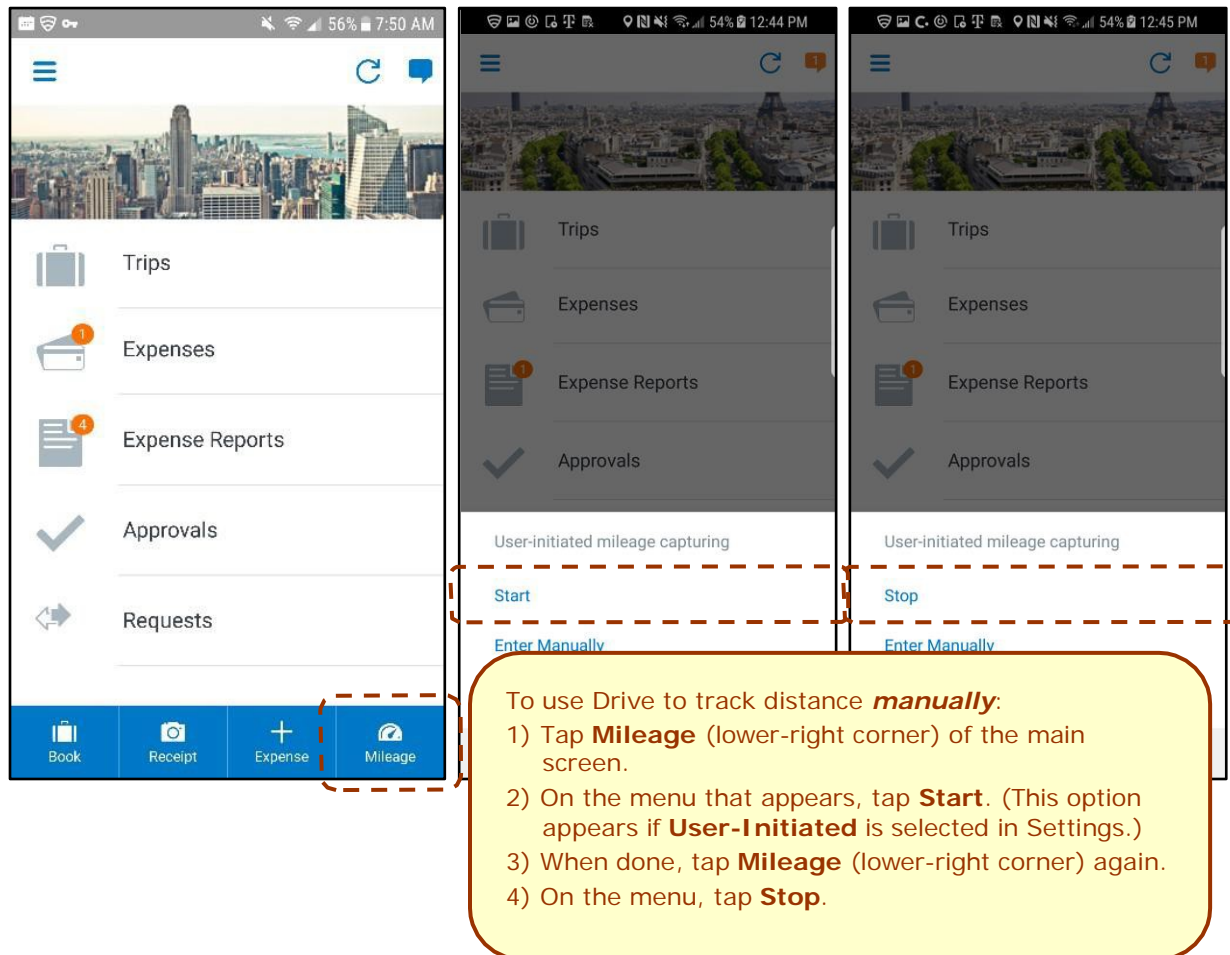 56% 7:50 AM
Trips
1
Expenses
4
Expense Reports
Approvals
Requests
Book
Receipt
Expense
Mileage
54% 12:44 PM
1
Trips
Expenses
1
Expense Reports
Approvals
User-initiated mileage capturing
Start
Enter Manually
54% 12:45 PM
1
Trips
Expenses
1
Expense Reports
Approvals
User-initiated mileage capturing
Stop
Enter Manually
To use Drive to track distance manually:
1) Tap Mileage (lower-right corner) of the main
screen.
2) On the menu that appears, tap Start. (This option
appears if User-Initiated is selected in Settings.)
3) When done, tap Mileage (lower-right corner) again.
4) On the menu, tap Stop.